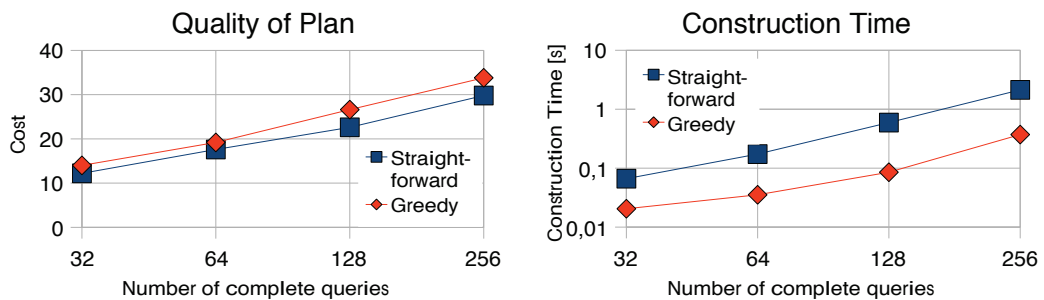 Quality of Plan
Cost
40
30
20
10
0
32
64
128
256
Straight-
forward
Greedy
Number of complete queries
Construction Time
Construction Time [s]
10
1
0,1
0,01
32
64
128
256
Straight-
forward
Greedy
Number of complete queries